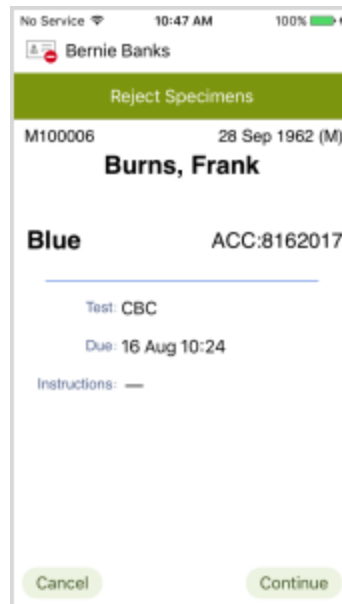 No Service 10:47 AM 100%
Bernie Banks
Reject Specimens
M100006 28 Sep 1962 (M)
Burns, Frank
Blue ACC:8162017
Test: CBC
Due: 16 Aug 10:24
Instructions: —
Cancel Continue